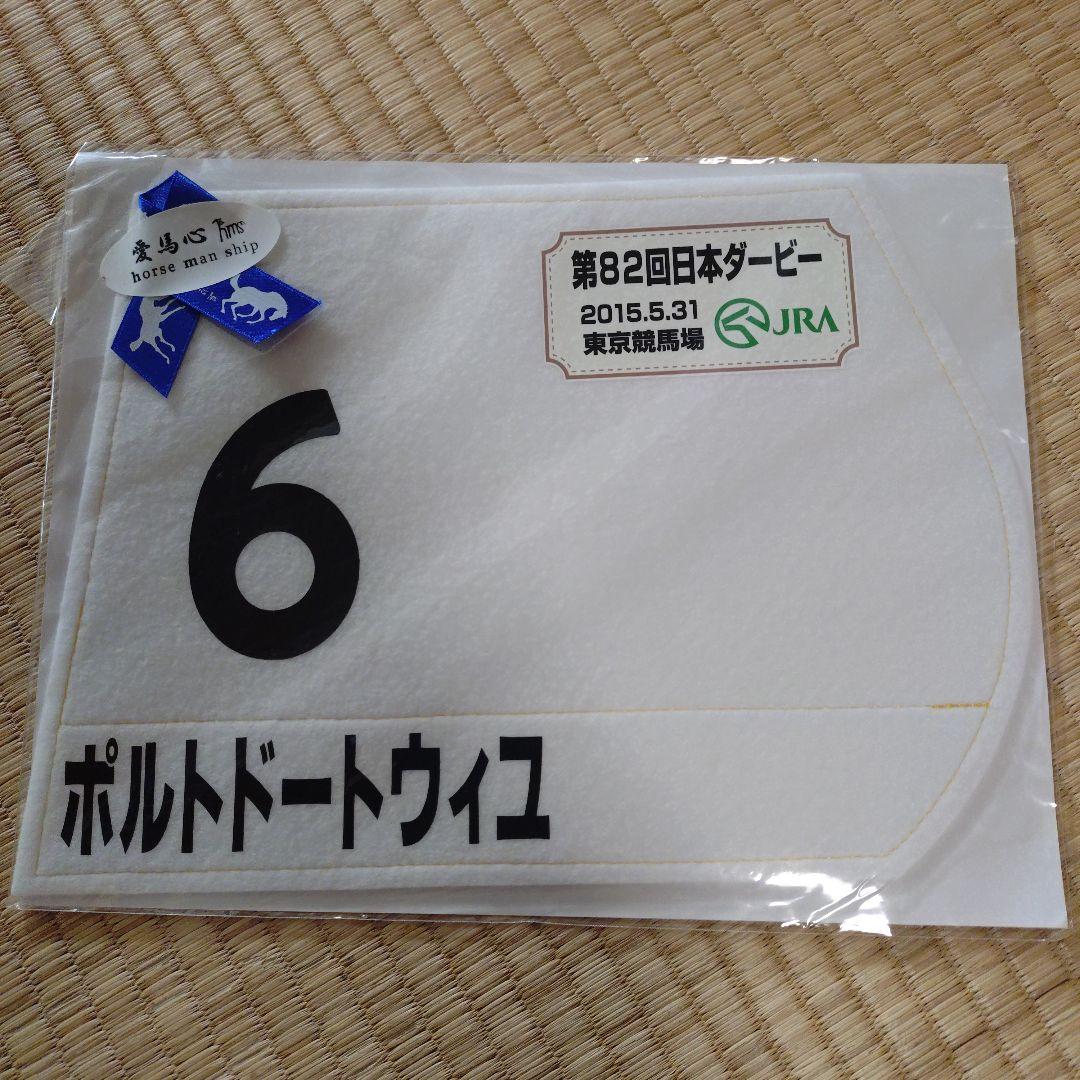 愛馬心 hms
horse man ship
第82回日本ダービー
2015.5.31
東京競馬場
JRA
6
ポルトドートウィユ